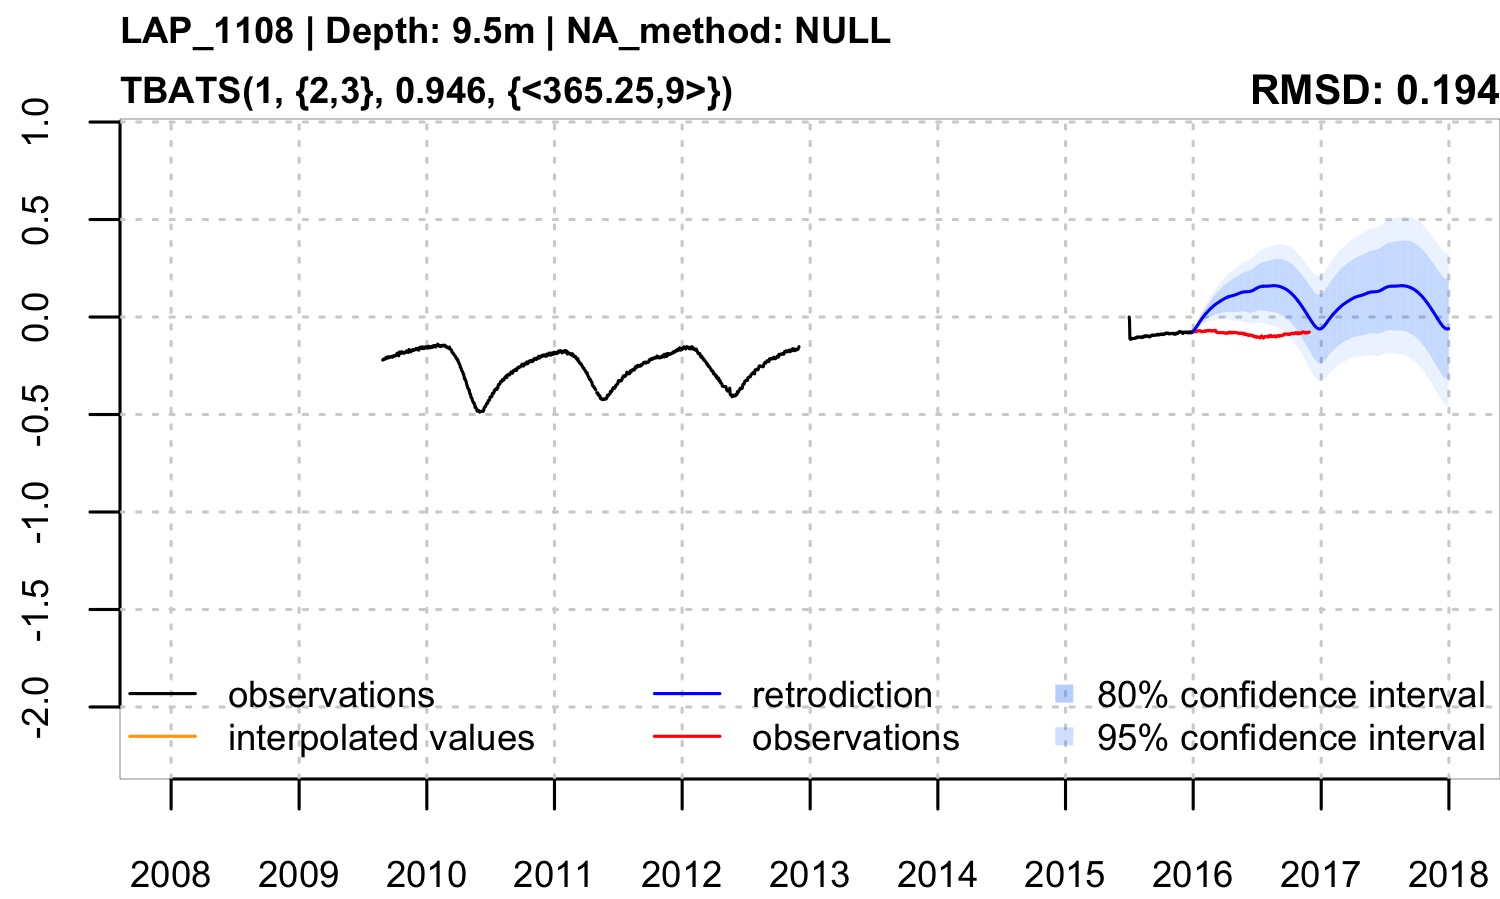 LAP_1108 | Depth: 9.5m | NA_method: NULL
TBATS(1, {2,3}, 0.946, {<365.25,9>})
RMSD: 0.194
1.0
0.5
0.0
-0.5
-1.0
-1.5
-2.0
observations
retrodiction
80% confidence interval
interpolated values
observations
95% confidence interval
2008 2009 2010 2011 2012 2013 2014 2015 2016 2017 2018